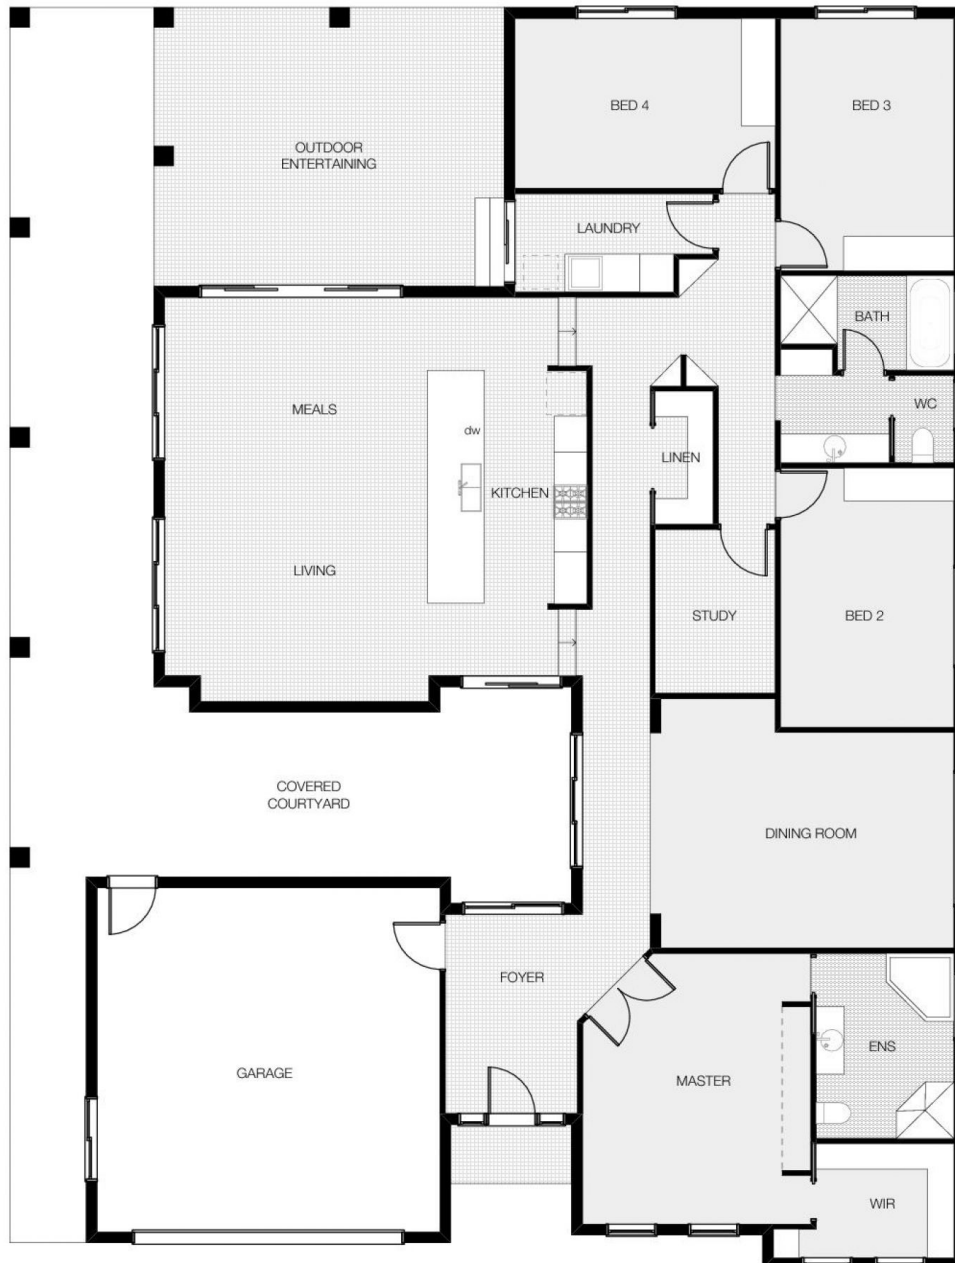 BED 4
BED 3
OUTDOOR
ENTERTAINING
LAUNDRY
BATH
MEALS
WC
dw
LINEN
KITCHEN
LIVING
STUDY
BED 2
COVERED
COURTYARD
DINING ROOM
FOYER
ENS
GARAGE
MASTER
WIR